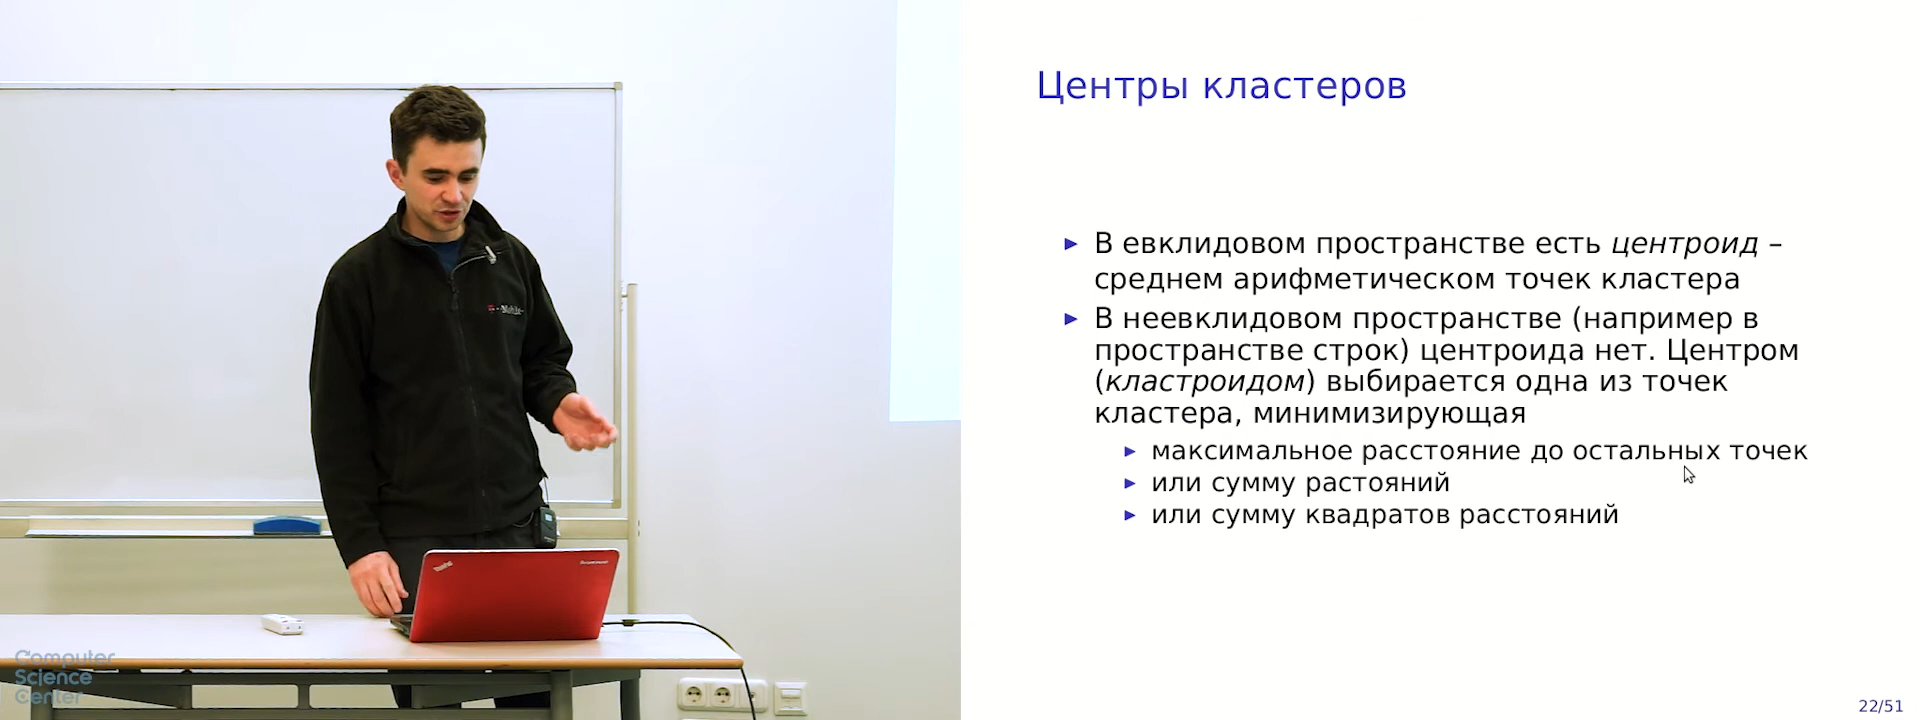 Центры кластеров
► В евклидовом пространстве есть центроид –
среднем арифметическом точек кластера
► В неевклидовом пространстве (например в
пространстве строк) центроида нет. Центром
(кластроидом) выбирается одна из точек
кластера, минимизирующая
► максимальное расстояние до остальных точек
► или сумму растояний
► или сумму квадратов расстояний
22/51
Computer
Science
Center